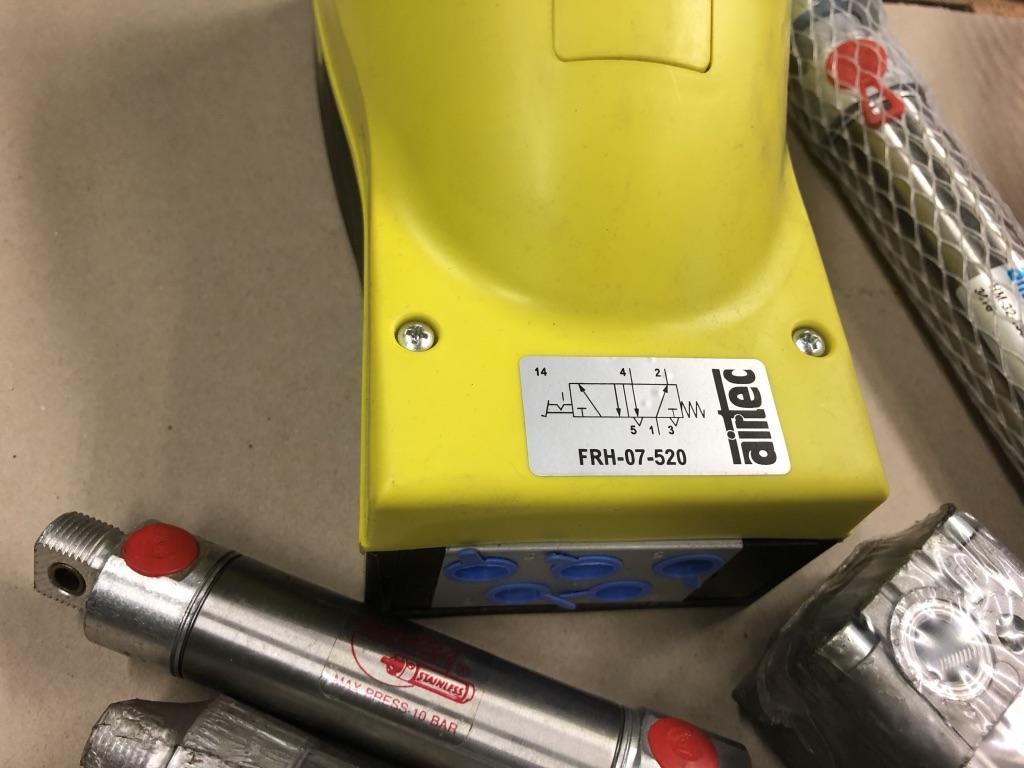 14 4 2
5 1 3
FRH-07-520
airtec
STAINLESS
MAX PRESS-10 BAR